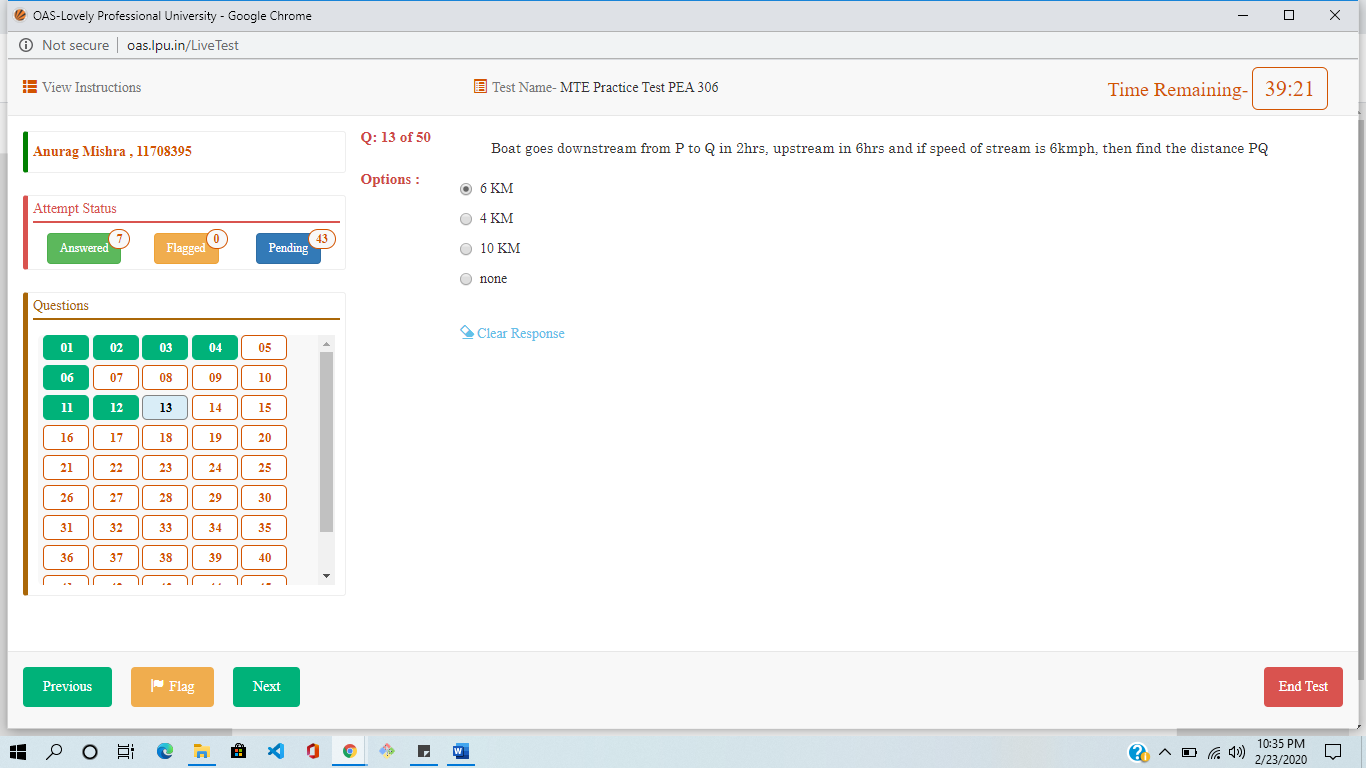 OAS-Lovely Professional University - Google Chrome
Not secure | oas.lpu.in/LiveTest
View Instructions
Test Name- MTE Practice Test PEA 306
Time Remaining- 39:21
Anurag Mishra , 11708395
Q: 13 of 50
Boat goes downstream from P to Q in 2hrs, upstream in 6hrs and if speed of stream is 6kmph, then find the distance PQ
Options :
6 KM
4 KM
10 KM
none
Clear Response
Attempt Status
Answered 7
Flagged 0
Pending 43
Questions
01 02 03 04 05
06 07 08 09 10
11 12 13 14 15
16 17 18 19 20
21 22 23 24 25
26 27 28 29 30
31 32 33 34 35
36 37 38 39 40
Previous
Flag
Next
End Test
10:35 PM
2/23/2020